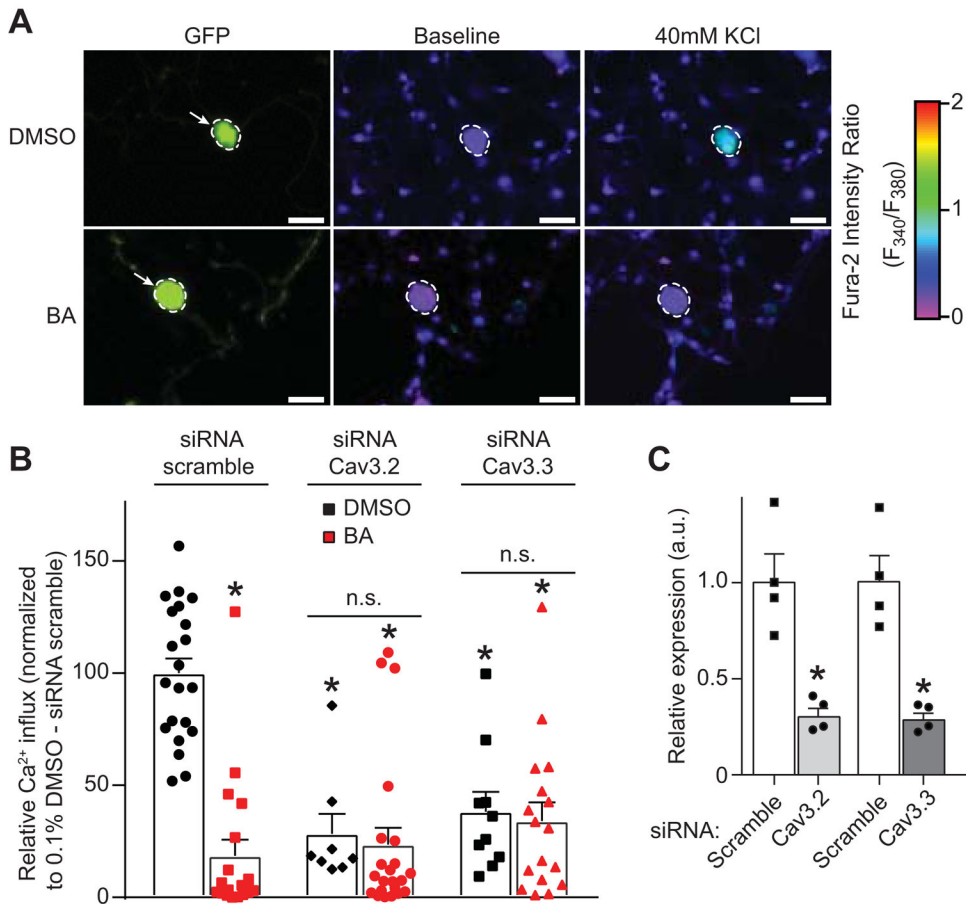 A
GFP
Baseline
40mM KCl
DMSO
BA
Fura-2 Intensity Ratio
(F340/F380)
2
1
0
B
siRNA
scramble
siRNA
Cav3.2
siRNA
Cav3.3
DMSO
BA
n.s.
n.s.
*
*
*
*
*
Relative Ca²⁺ influx (normalized
to 0.1% DMSO - siRNA scramble)
150
100
50
0
C
Relative expression (a.u.)
1.0
0.5
0
*
*
siRNA:
Scramble
Cav3.2
Scramble
Cav3.3